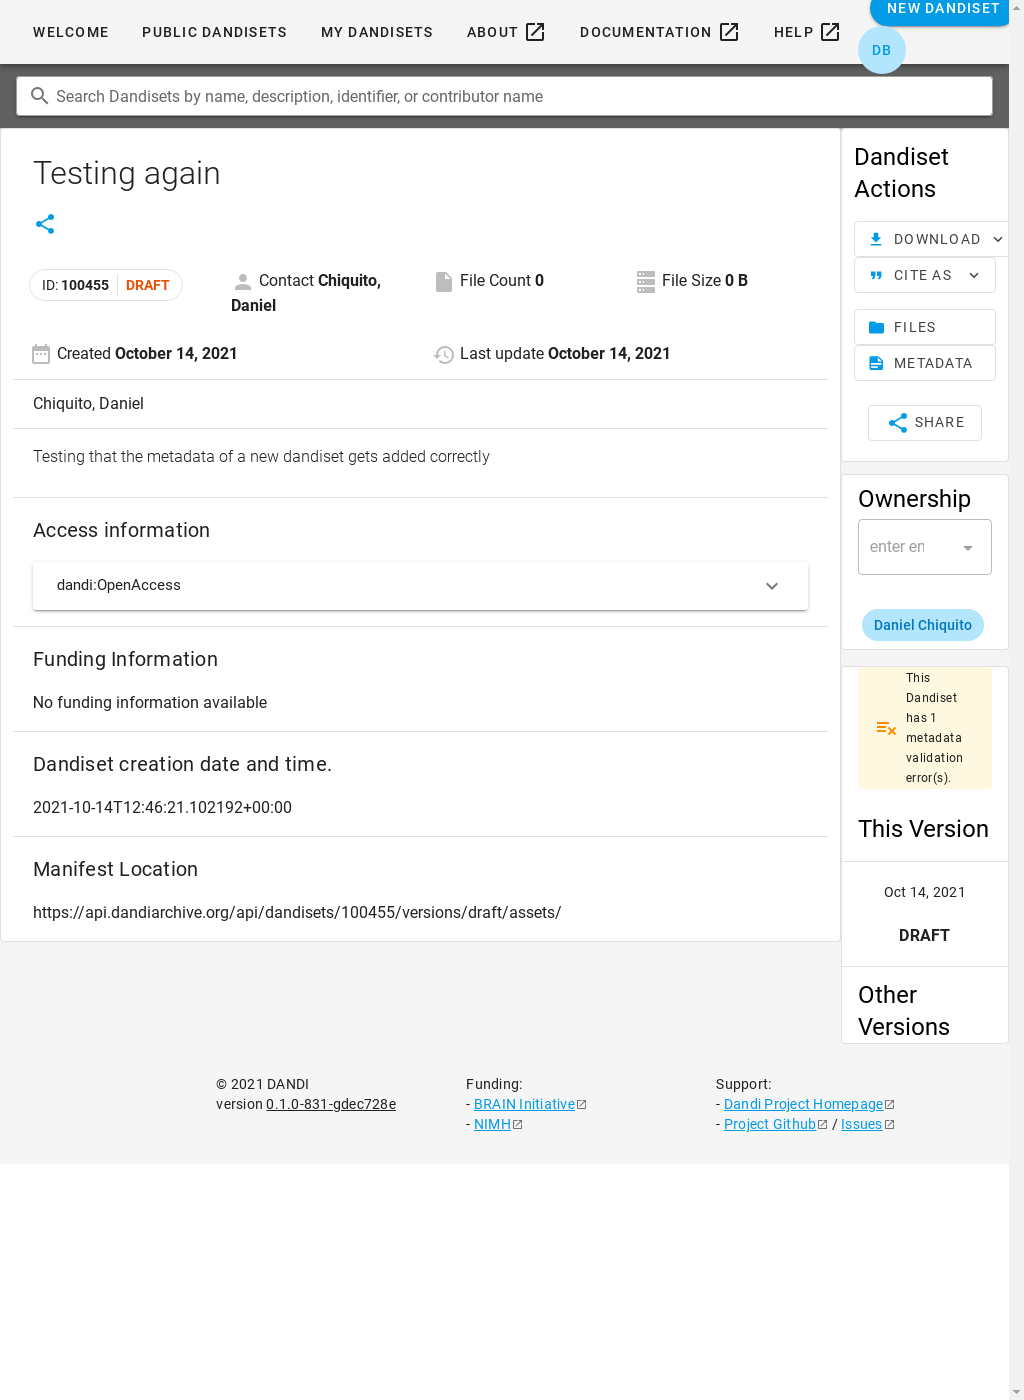 WELCOME PUBLIC DANDISETS MY DANDISETS ABOUT DOCUMENTATION HELP NEW DANDISET
DB
Search Dandisets by name, description, identifier, or contributor name
Testing again
ID: 100455 DRAFT Contact Chiquito, Daniel File Count 0 File Size 0 B
Created October 14, 2021 Last update October 14, 2021
Chiquito, Daniel
Testing that the metadata of a new dandiset gets added correctly
Access information
dandi:OpenAccess
Funding Information
No funding information available
Dandiset creation date and time.
2021-10-14T12:46:21.102192+00:00
Manifest Location
https://api.dandiarchive.org/api/dandisets/100455/versions/draft/assets/
Dandiset
Actions
DOWNLOAD
CITE AS
FILES
METADATA
SHARE
Ownership
enter en
Daniel Chiquito
This
Dandiset
has 1
metadata
validation
error(s).
This Version
Oct 14, 2021
DRAFT
Other
Versions
© 2021 DANDI
version 0.1.0-831-gdec728e
Funding:
- BRAIN Initiative
- NIMH
Support:
- Dandi Project Homepage
- Project Github / Issues